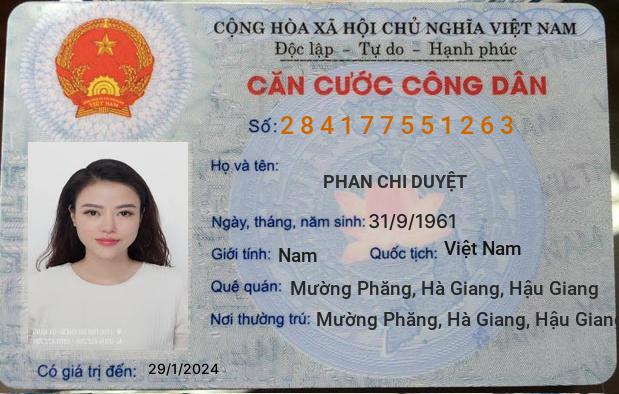 CỘNG HÒA XÃ HỘI CHỦ NGHĨA VIỆT NAM
Độc lập - Tự do - Hạnh phúc
CĂN CƯỚC CÔNG DÂN
VIỆT NAM
Số: 284177551263
Họ và tên:
PHAN CHI DUYỆT
Ngày, tháng, năm sinh: 31/9/1961
Giới tính: Nam Quốc tịch: Việt Nam
Quê quán: Mường Phăng, Hà Giang, Hậu Giang
Nơi thường trú: Mường Phăng, Hà Giang, Hậu Gian
Có giá trị đến: 29/1/2024